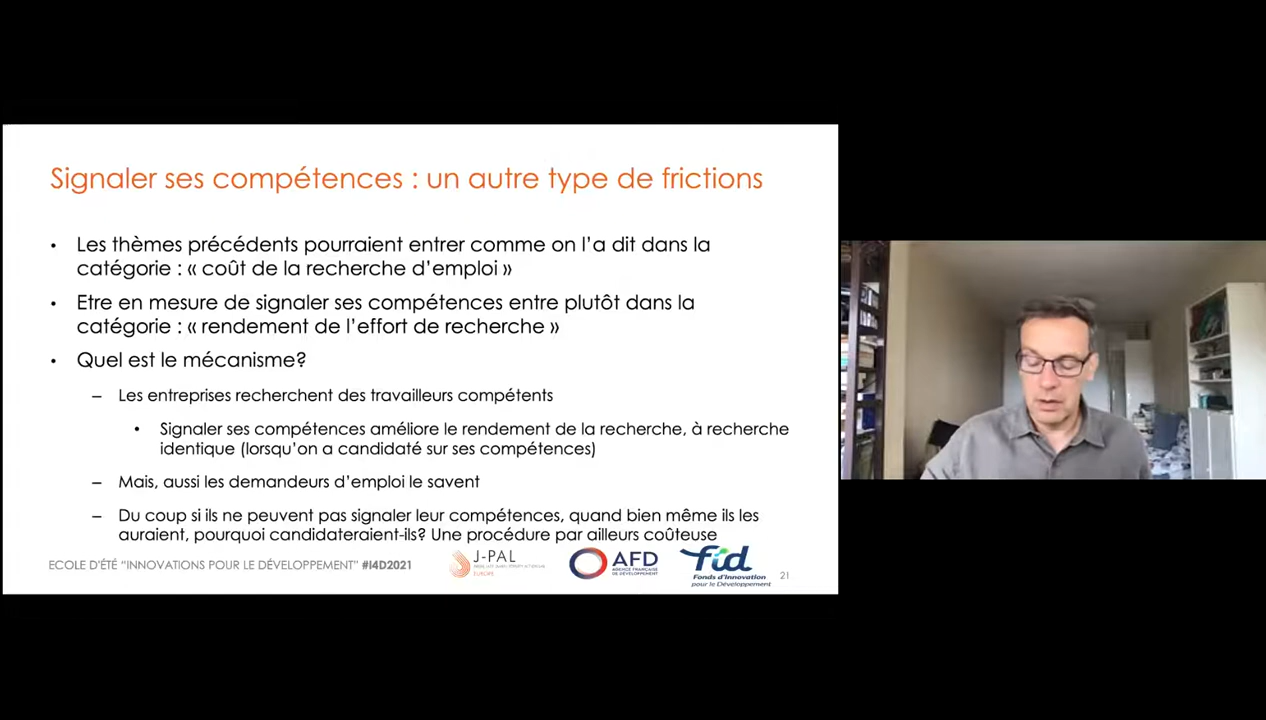 Signaler ses compétences : un autre type de frictions
• Les thèmes précédents pourraient entrer comme on l'a dit dans la
catégorie : « coût de la recherche d'emploi »
• Etre en mesure de signaler ses compétences entre plutôt dans la
catégorie : « rendement de l'effort de recherche »
• Quel est le mécanisme?
– Les entreprises recherchent des travailleurs compétents
• Signaler ses compétences améliore le rendement de la recherche, à recherche
identique (lorsqu'on a candidaté sur ses compétences)
– Mais, aussi les demandeurs d'emploi le savent
– Du coup si ils ne peuvent pas signaler leur compétences, quand bien même ils les
auraient, pourquoi candidateraient-ils? Une procédure par ailleurs coûteuse
ECOLE D'ÉTÉ "INNOVATIONS POUR LE DÉVELOPPEMENT" #I4D2021
J-PAL
EUROPE
AFD
AGENCE FRANÇAISE
DE DÉVELOPPEMENT
fid
Fonds d'Innovation
pour le Développement
21